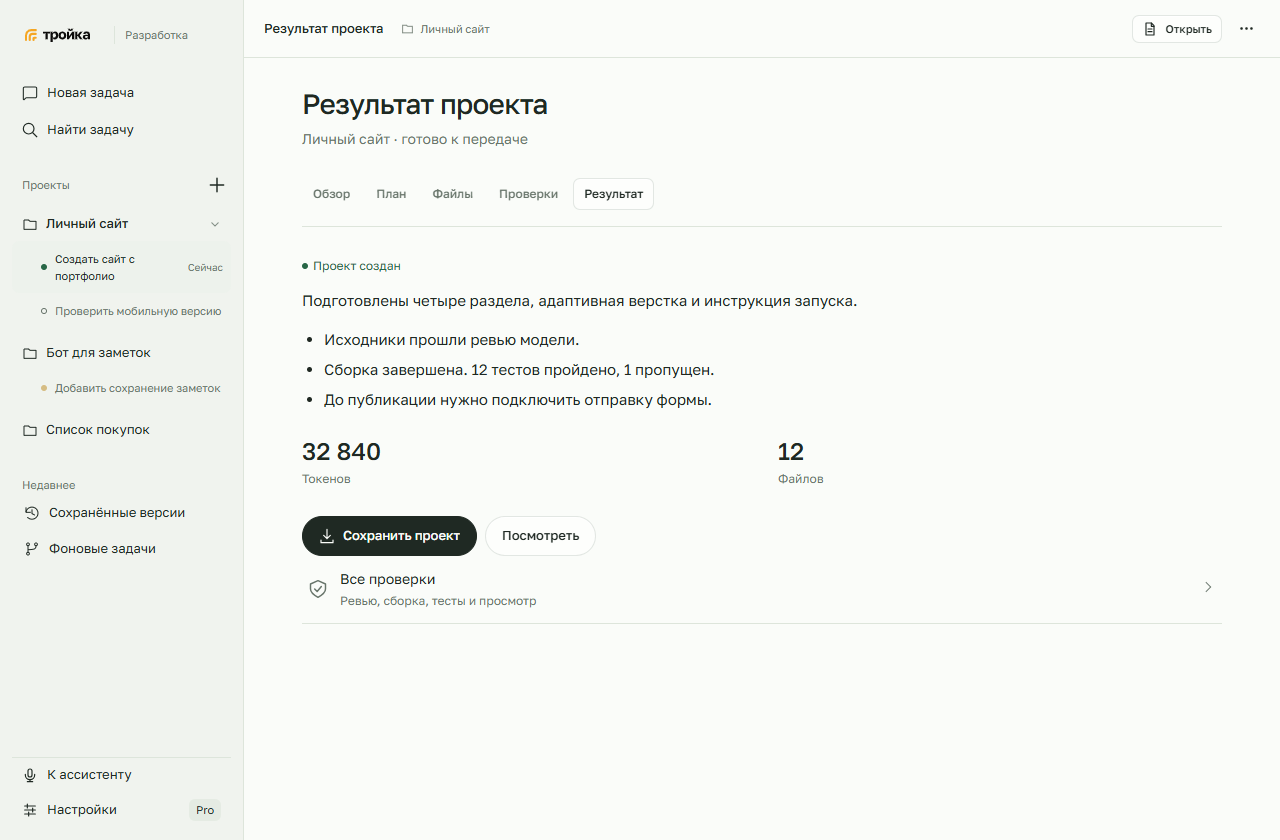 тройка
Разработка
Новая задача
Найти задачу
Проекты
Личный сайт
Создать сайт с
портфолио
Сейчас
Проверить мобильную версию
Бот для заметок
Добавить сохранение заметок
Список покупок
Недавнее
Сохранённые версии
Фоновые задачи
К ассистенту
Настройки
Pro
Результат проекта
Личный сайт
Открыть
Результат проекта
Личный сайт · готово к передаче
Обзор
План
Файлы
Проверки
Результат
Проект создан
Подготовлены четыре раздела, адаптивная верстка и инструкция запуска.
• Исходники прошли ревью модели.
• Сборка завершена. 12 тестов пройдено, 1 пропущен.
• До публикации нужно подключить отправку формы.
32 840
Токенов
12
Файлов
Сохранить проект
Посмотреть
Все проверки
Ревью, сборка, тесты и просмотр